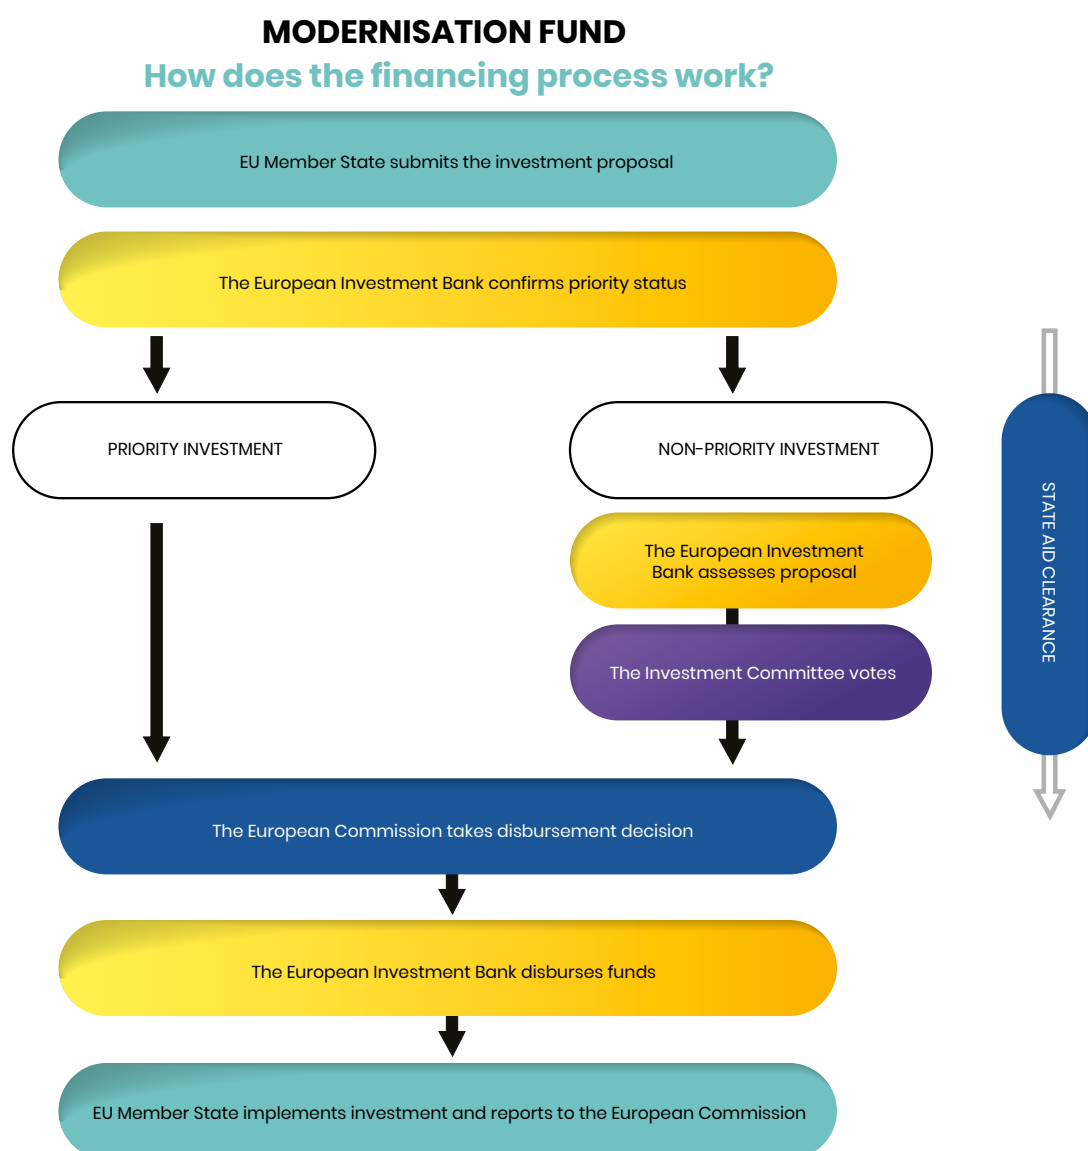 MODERNISATION FUND
How does the financing process work?
EU Member State submits the investment proposal
The European Investment Bank confirms priority status
PRIORITY INVESTMENT
NON-PRIORITY INVESTMENT
The European Investment
Bank assesses proposal
The Investment Committee votes
STATE AID CLEARANCE
The European Commission takes disbursement decision
The European Investment Bank disburses funds
EU Member State implements investment and reports to the European Commission